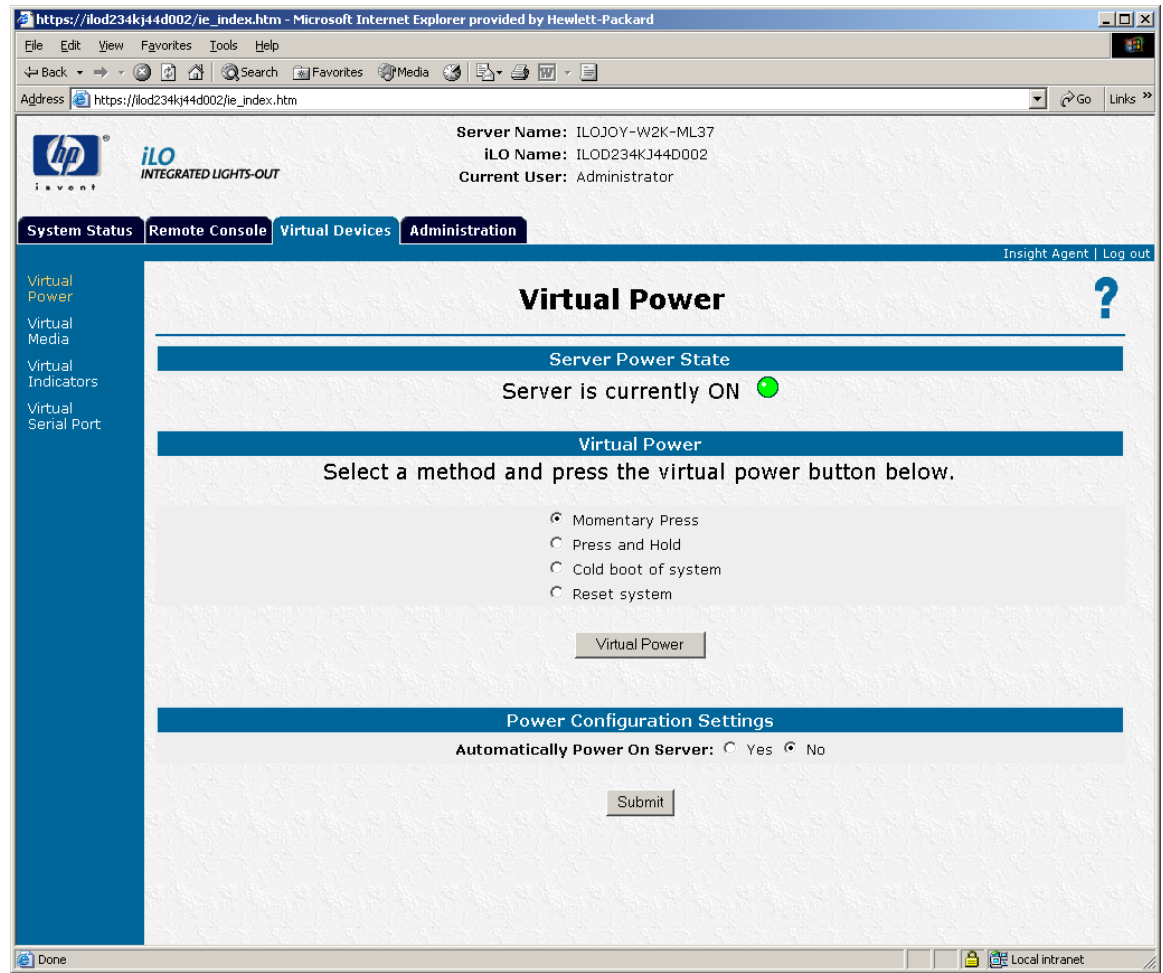 https://ilod234kj44d002/ie_index.htm - Microsoft Internet Explorer provided by Hewlett-Packard
File Edit View Favorites Tools Help
Back Search Favorites Media
Address https://ilod234kj44d002/ie_index.htm Go Links »
hp ®
invent
iLO
INTEGRATED LIGHTS-OUT
Server Name: ILOJOY-W2K-ML37
iLO Name: ILOD234KJ44D002
Current User: Administrator
System Status Remote Console Virtual Devices Administration
Insight Agent | Log out
Virtual
Power
Virtual
Media
Virtual
Indicators
Virtual
Serial Port
Virtual Power ?
Server Power State
Server is currently ON
Virtual Power
Select a method and press the virtual power button below.
Momentary Press
Press and Hold
Cold boot of system
Reset system
Virtual Power
Power Configuration Settings
Automatically Power On Server: Yes No
Submit
Done Local intranet